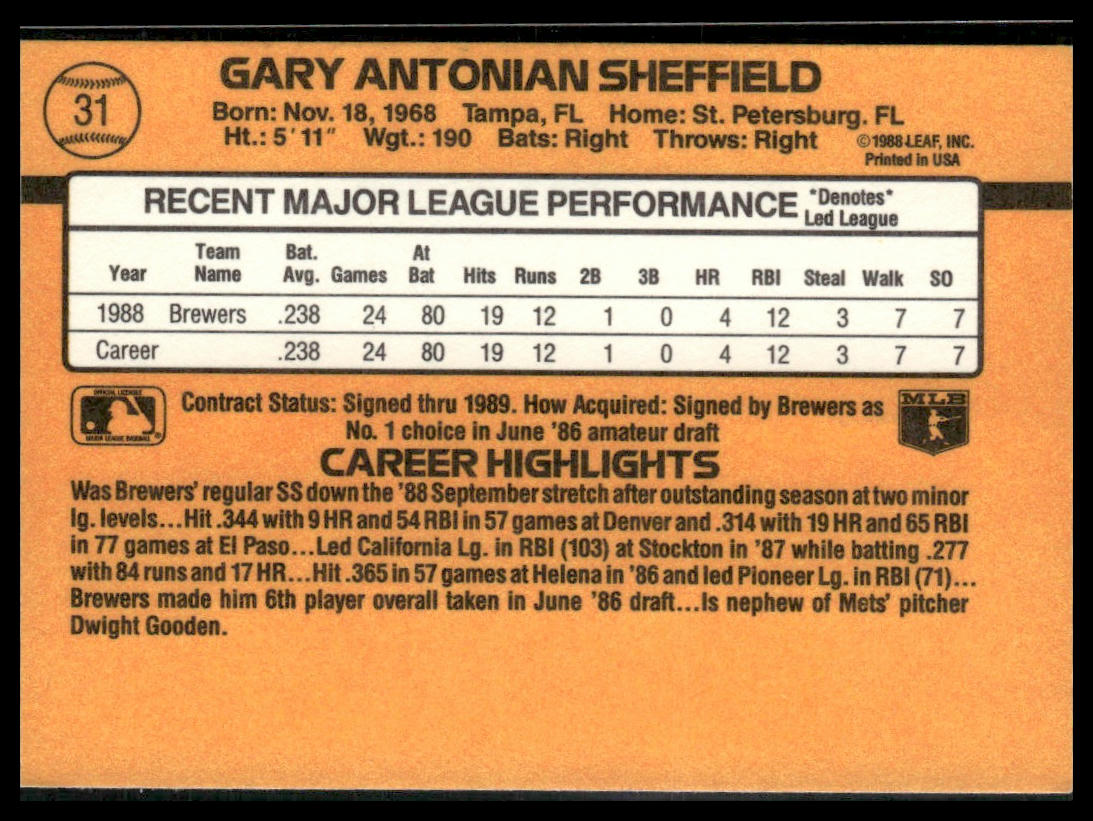 31
GARY ANTONIAN SHEFFIELD
Born: Nov. 18, 1968 Tampa, FL Home: St. Petersburg. FL
Ht.: 5'11" Wgt.: 190 Bats: Right Throws: Right
©1988 LEAF, INC.
Printed in USA
RECENT MAJOR LEAGUE PERFORMANCE *Denotes*
Led League
Year Team Name Bat. Avg. Games At Bat Hits Runs 2B 3B HR RBI Steal Walk SO
1988 Brewers .238 24 80 19 12 1 0 4 12 3 7 7
Career .238 24 80 19 12 1 0 4 12 3 7 7
OFFICIAL LICENSEE
MAJOR LEAGUE BASEBALL ®
Contract Status: Signed thru 1989. How Acquired: Signed by Brewers as
No. 1 choice in June '86 amateur draft
MLB
CAREER HIGHLIGHTS
Was Brewers' regular SS down the '88 September stretch after outstanding season at two minor
lg. levels...Hit .344 with 9 HR and 54 RBI in 57 games at Denver and .314 with 19 HR and 65 RBI
in 77 games at El Paso...Led California Lg. in RBI (103) at Stockton in '87 while batting .277
with 84 runs and 17 HR...Hit .365 in 57 games at Helena in '86 and led Pioneer Lg. in RBI (71)...
Brewers made him 6th player overall taken in June '86 draft...Is nephew of Mets' pitcher
Dwight Gooden.